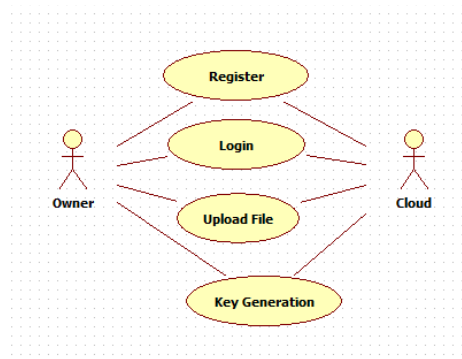 Register
Login
Owner
Cloud
Upload File
Key Generation